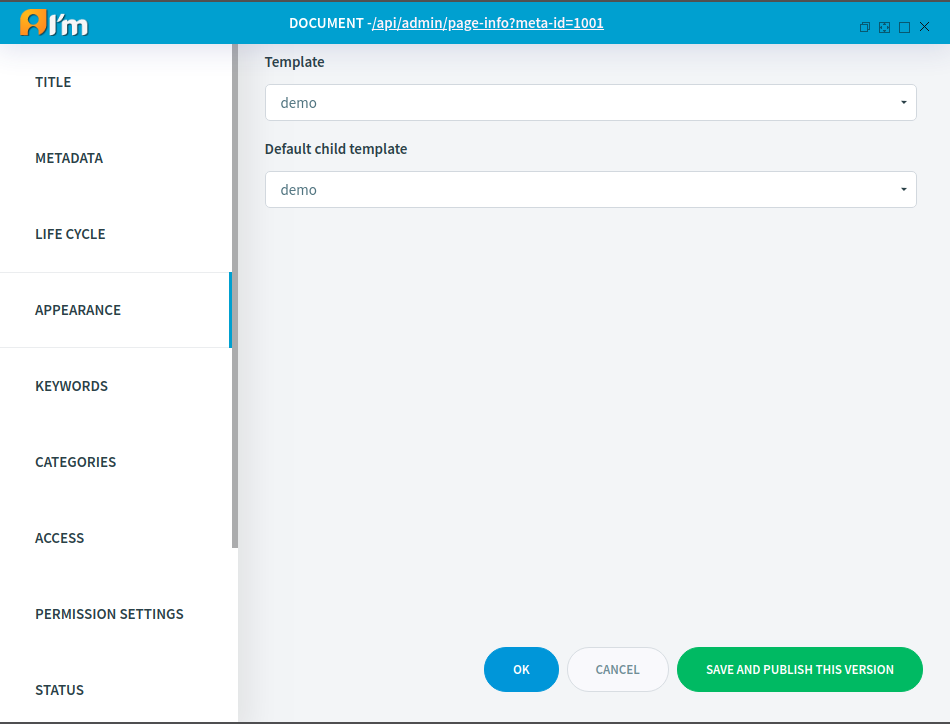 Al'm
DOCUMENT -/api/admin/page-info?meta-id=1001
TITLE
METADATA
LIFE CYCLE
APPEARANCE
KEYWORDS
CATEGORIES
ACCESS
PERMISSION SETTINGS
STATUS
Template
demo
Default child template
demo
OK
CANCEL
SAVE AND PUBLISH THIS VERSION